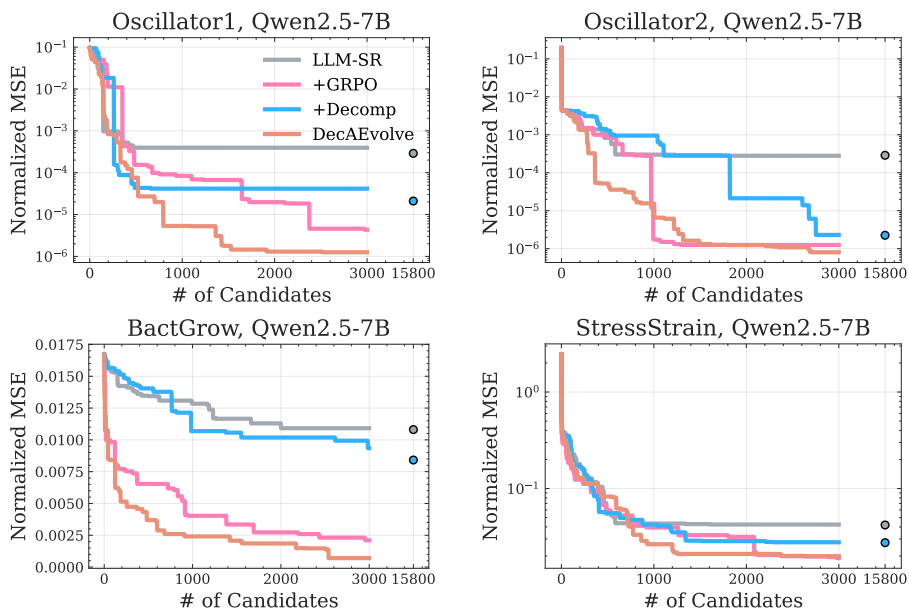 Oscillator1, Qwen2.5-7B
Normalized MSE
10⁻¹
10⁻²
10⁻³
10⁻⁴
10⁻⁵
10⁻⁶
LLM-SR
+GRPO
+Decomp
DecAEvolve
0 1000 2000 3000 15800
# of Candidates
Oscillator2, Qwen2.5-7B
Normalized MSE
10⁻¹
10⁻²
10⁻³
10⁻⁴
10⁻⁵
10⁻⁶
0 1000 2000 3000 15800
# of Candidates
BactGrow, Qwen2.5-7B
Normalized MSE
0.0175
0.0150
0.0125
0.0100
0.0075
0.0050
0.0025
0.0000
0 1000 2000 3000 15800
# of Candidates
StressStrain, Qwen2.5-7B
Normalized MSE
10⁰
10⁻¹
0 1000 2000 3000 15800
# of Candidates